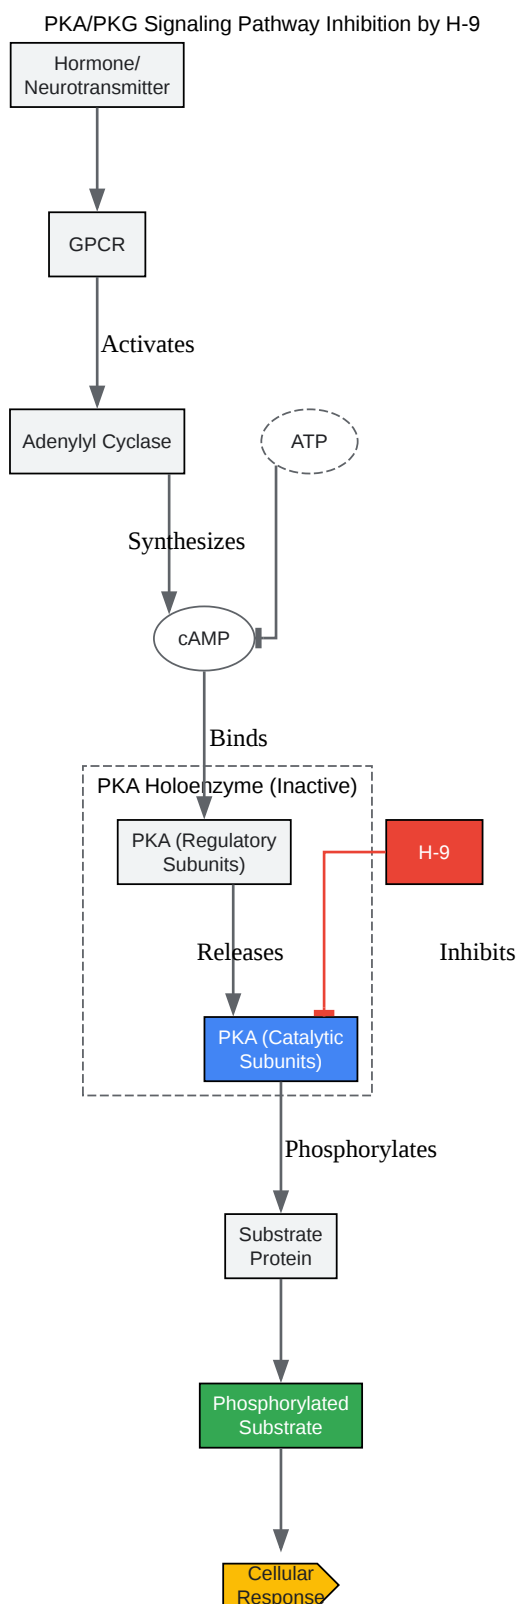 PKA/PKG Signaling Pathway Inhibition by H-9
Hormone/
Neurotransmitter
GPCR
Activates
Adenylyl Cyclase
ATP
Synthesizes
cAMP
Binds
PKA Holoenzyme (Inactive)
PKA (Regulatory
Subunits)
H-9
Releases
Inhibits
PKA (Catalytic
Subunits)
Phosphorylates
Substrate
Protein
Phosphorylated
Substrate
Cellular
Response